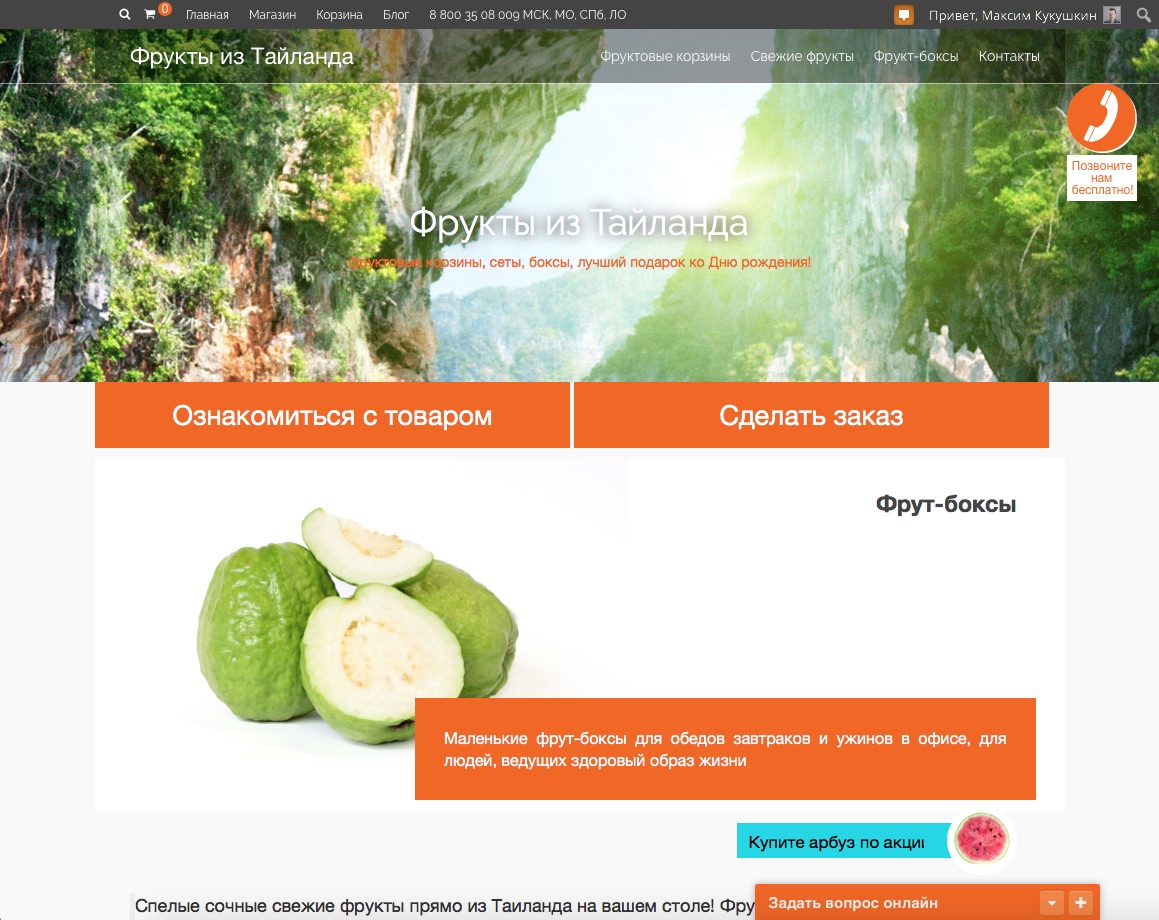 0 Главная Магазин Корзина Блог 8 800 35 08 009 МСК, МО, СПб, ЛО Привет, Максим Кукушкин
Фрукты из Тайланда Фруктовые корзины Свежие фрукты Фрукт-боксы Контакты
Позвоните
нам
бесплатно!
Фрукты из Тайланда
фруктовые корзины, сеты, боксы, лучший подарок ко Дню рождения!
Ознакомиться с товаром Сделать заказ
Фрут-боксы
Маленькие фрут-боксы для обедов завтраков и ужинов в офисе, для
людей, ведущих здоровый образ жизни
Купите арбуз по акции
Спелые сочные свежие фрукты прямо из Таиланда на вашем столе! Фру
Задать вопрос онлайн